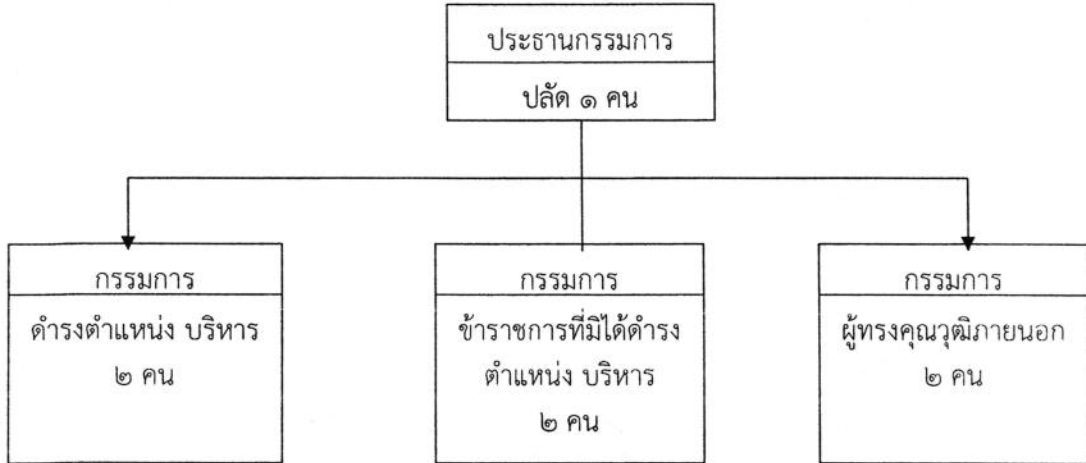 ประธานกรรมการ
ปลัด ๑ คน
กรรมการ
ดำรงตำแหน่ง บริหาร
๒ คน
กรรมการ
ข้าราชการที่มิได้ดำรง
ตำแหน่ง บริหาร
๒ คน
กรรมการ
ผู้ทรงคุณวุฒิภายนอก
๒ คน